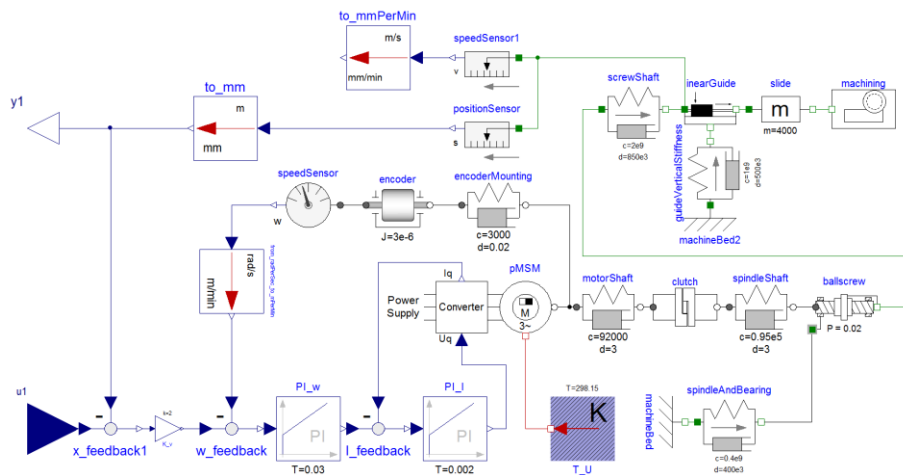 to_mmPerMin
m/s
mm/min
speedSensor1
v
screwShaft
c=2e9
d=850e3
inearGuide
slide
m
m=4000
machining
y1
to_mm
m
mm
positionSensor
s
guideVerticalStiffness
c=1e9
d=500e3
machineBed2
speedSensor
w
encoder
J=3e-6
encoderMounting
c=3000
d=0.02
rad/s
m/min
Iq
Power
Supply
Converter
Uq
pMSM
M
3~
motorShaft
c=92000
d=3
clutch
spindleShaft
c=0.95e5
d=3
ballscrew
P = 0.02
u1
x_feedback1
k=2
K_v
w_feedback
PI_w
PI
T=0.03
I_feedback
PI_I
PI
T=0.002
T=298.15
K
T_U
machineBed
spindleAndBearing
c=0.4e9
d=400e3